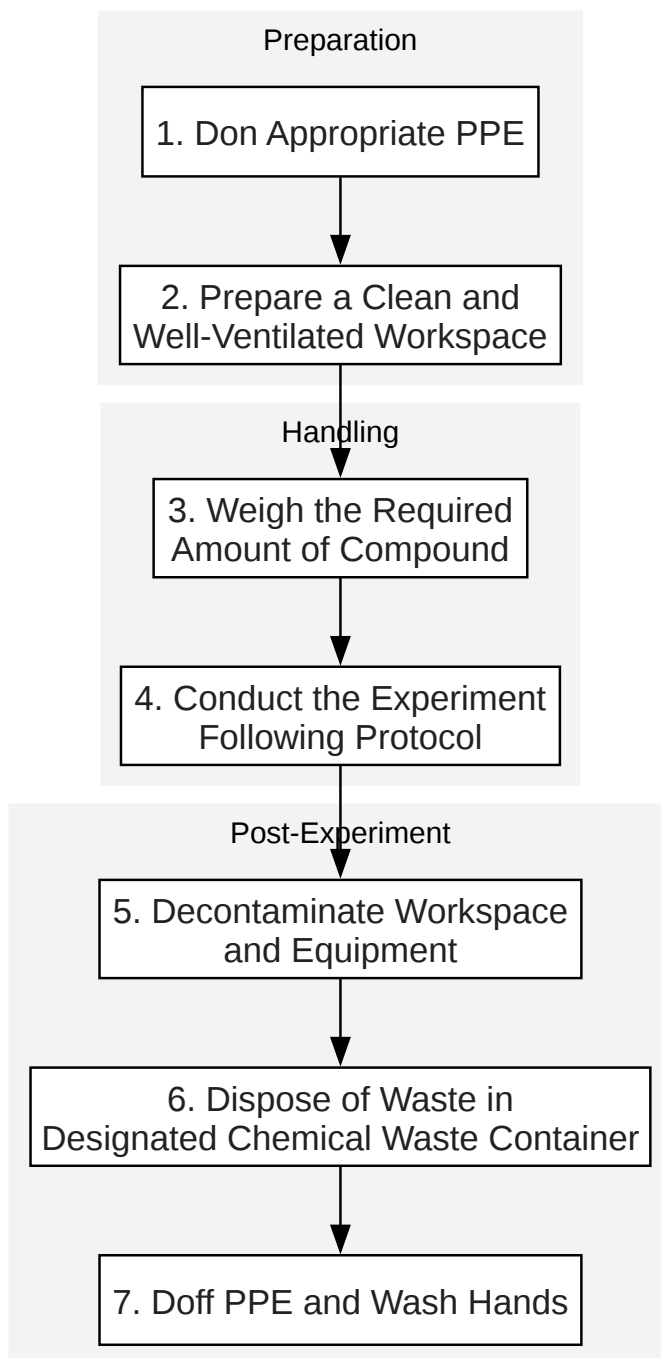 Preparation
1. Don Appropriate PPE
2. Prepare a Clean and
Well-Ventilated Workspace
Handling
3. Weigh the Required
Amount of Compound
4. Conduct the Experiment
Following Protocol
Post-Experiment
5. Decontaminate Workspace
and Equipment
6. Dispose of Waste in
Designated Chemical Waste Container
7. Doff PPE and Wash Hands